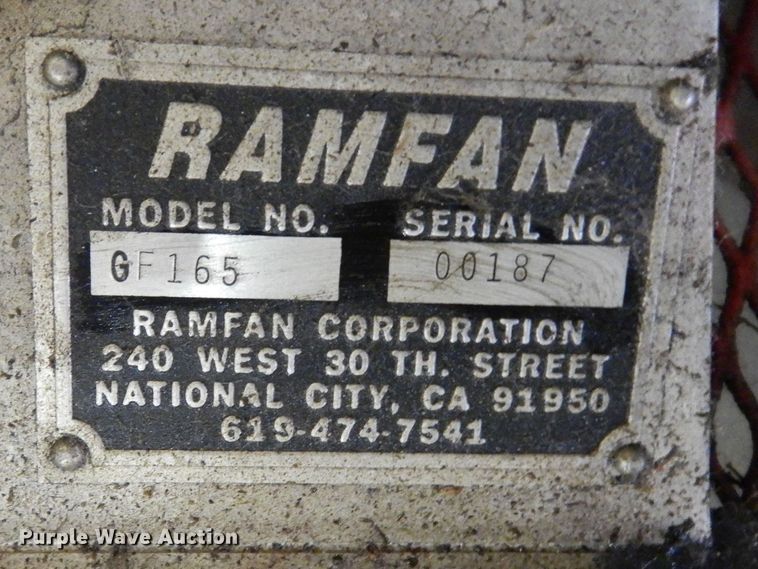 RAMFAN
MODEL NO. SERIAL NO.
GF165 00187
RAMFAN CORPORATION
240 WEST 30 TH. STREET
NATIONAL CITY, CA 91950
619-474-7541
Purple Wave Auction